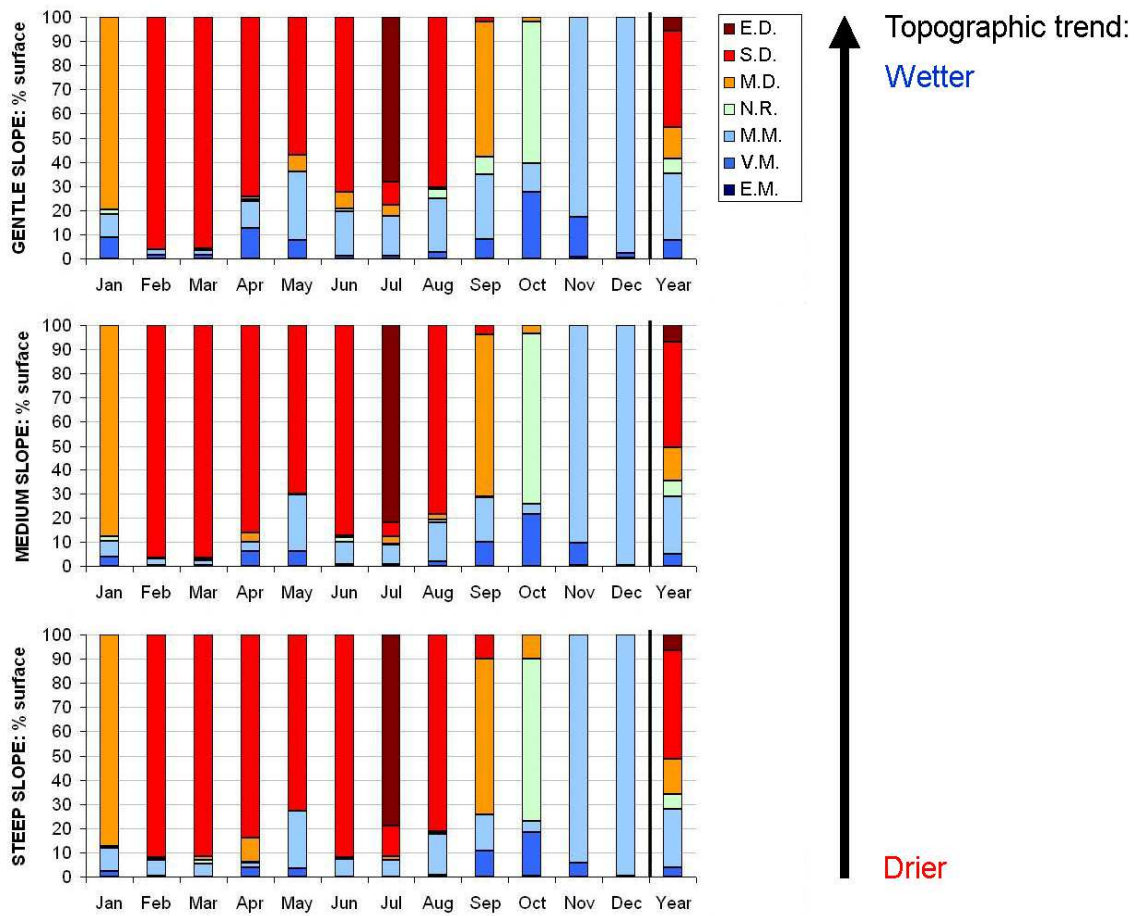 GENTLE SLOPE: % surface
100
90
80
70
60
50
40
30
20
10
0
Jan Feb Mar Apr May Jun Jul Aug Sep Oct Nov Dec Year
E.D.
S.D.
M.D.
N.R.
M.M.
V.M.
E.M.
Topographic trend:
Wetter
MEDIUM SLOPE: % surface
100
90
80
70
60
50
40
30
20
10
0
Jan Feb Mar Apr May Jun Jul Aug Sep Oct Nov Dec Year
STEEP SLOPE: % surface
100
90
80
70
60
50
40
30
20
10
0
Jan Feb Mar Apr May Jun Jul Aug Sep Oct Nov Dec Year
Drier